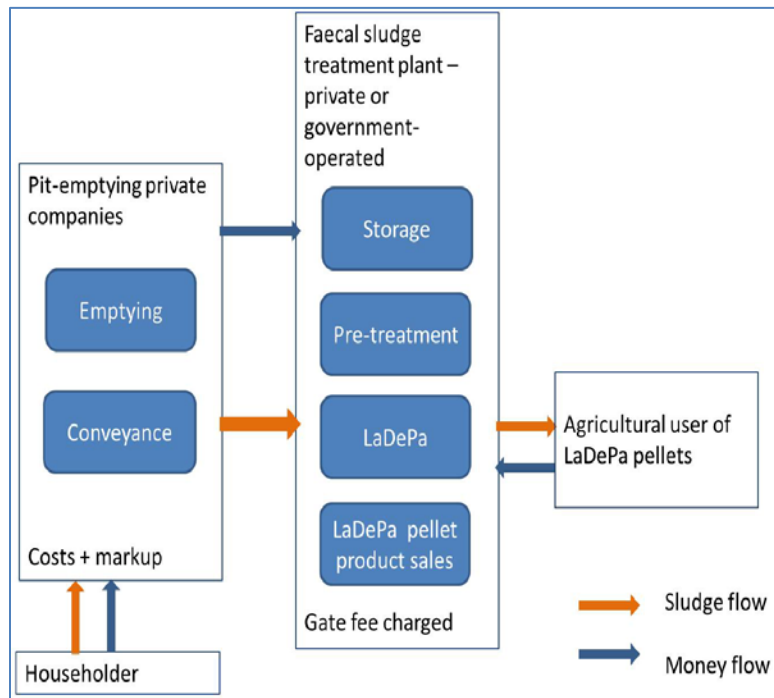 Pit-emptying private
companies
Emptying
Conveyance
Costs + markup
Householder
Faecal sludge
treatment plant –
private or
government-
operated
Storage
Pre-treatment
LaDePa
LaDePa pellet
product sales
Gate fee charged
Agricultural user of
LaDePa pellets
Sludge flow
Money flow